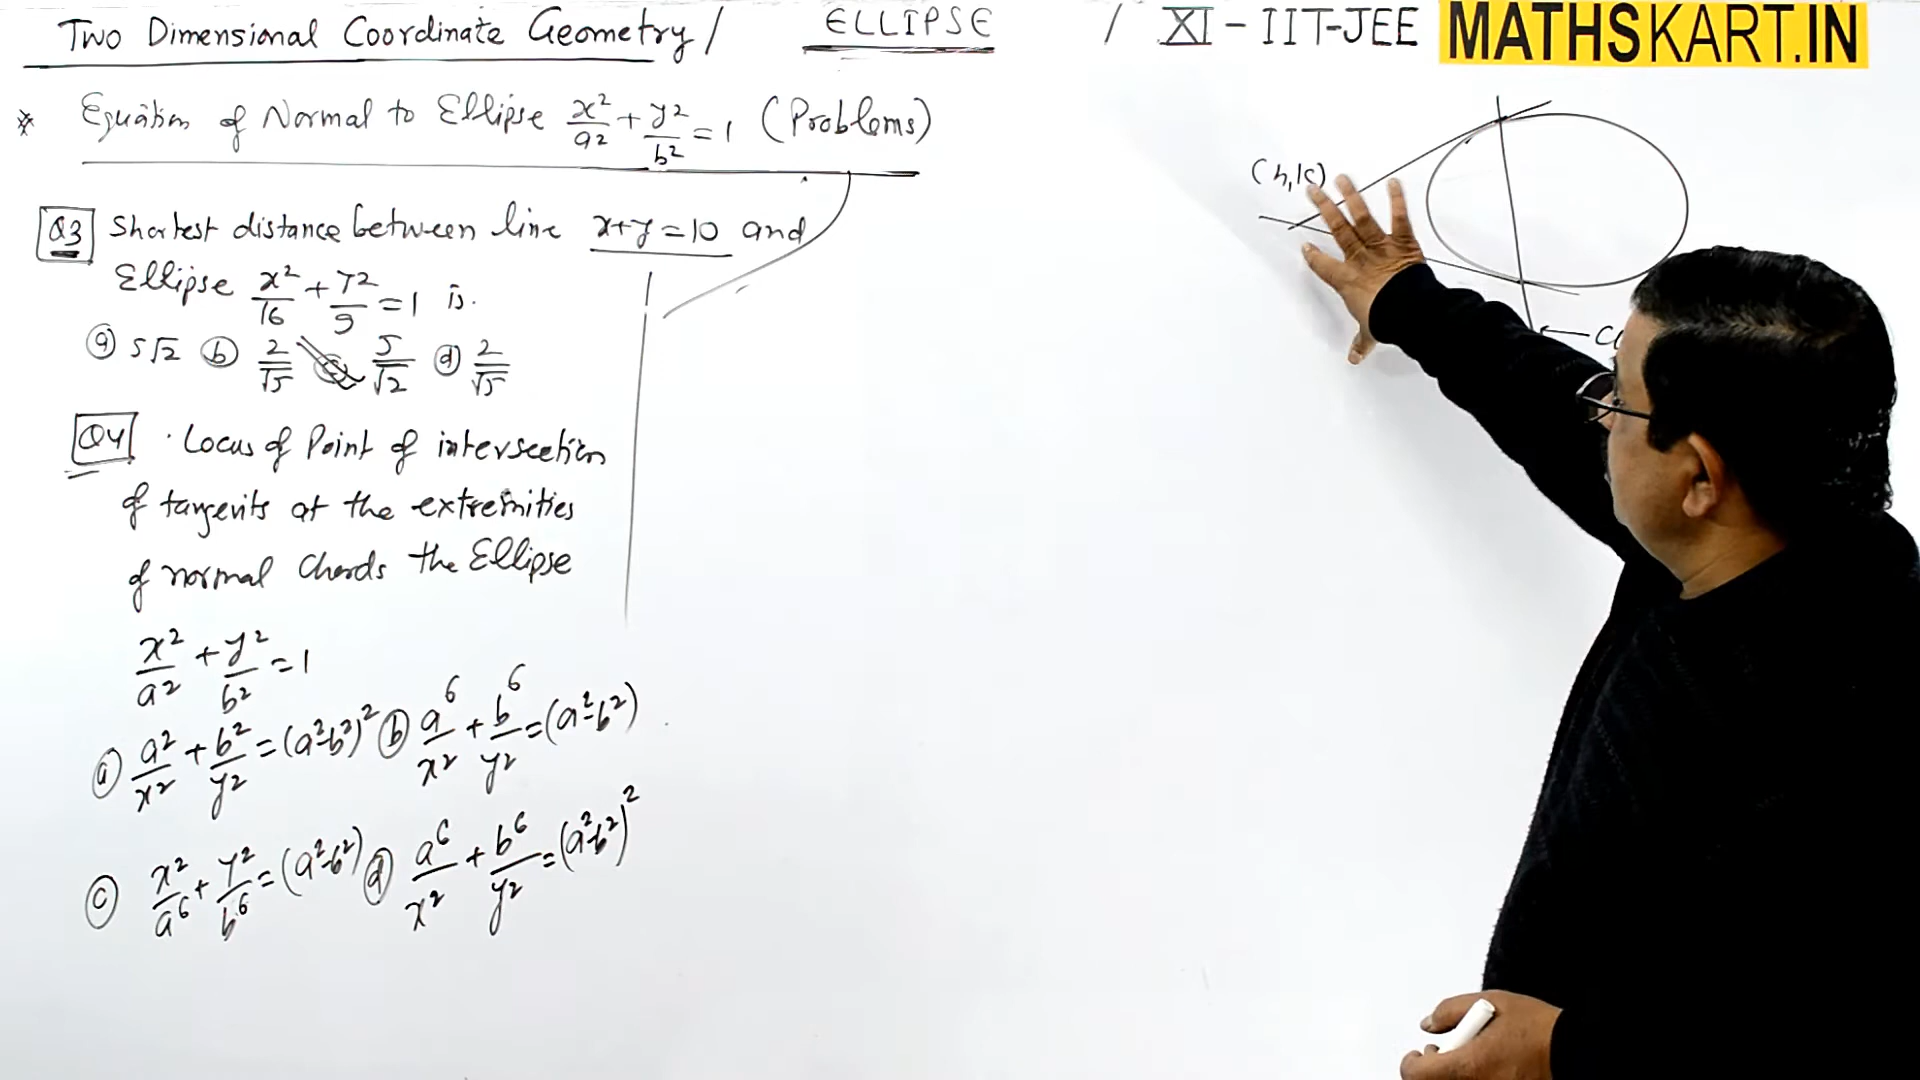 Two Dimensional Coordinate Geometry / ELLIPSE / XI - IIT-JEE MATHSKART.IN
* Equation of Normal to Ellipse x²/a² + y²/b² = 1 (Problems)
(h,k)
Q3 Shortest distance between line x+y=10 and
Ellipse x²/16 + y²/9 = 1 is.
(a) 5√2 (b) 2/√5 (c) 5/√2 (d) 2/√5
Q4 . Locus of Point of intersection
of tangents at the extremities
of normal Chords the Ellipse
x²/a² + y²/b² = 1
(a) a²/x² + b²/y² = (a²-b²)² (b) a⁶/x² + b⁶/y² = (a²-b²)
(c) x²/a⁶ + y²/b⁶ = (a²-b²) (d) a⁶/x² + b⁶/y² = (a²-b²)²